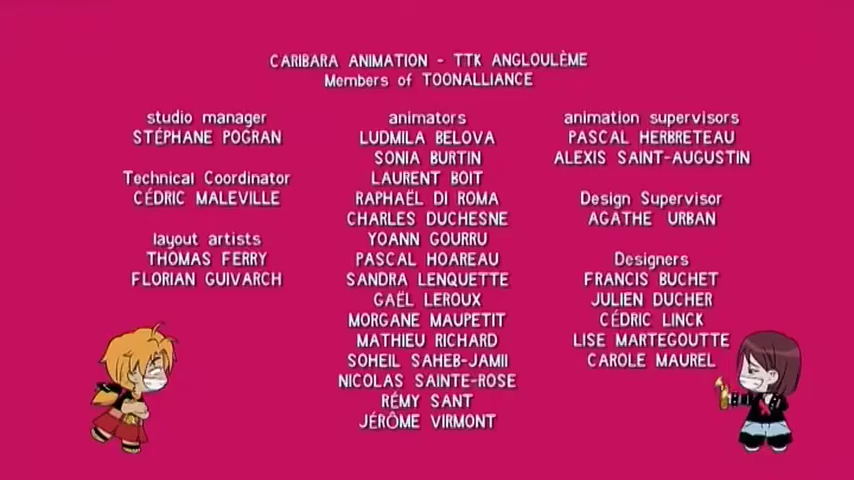 CARIBARA ANIMATION - TTK ANGLOULÈME
Members of TOONALLIANCE
studio manager
STÉPHANE POGRAN
Technical Coordinator
CÉDRIC MALEVILLE
layout artists
THOMAS FERRY
FLORIAN GUIVARCH
animators
LUDMILA BELOVA
SONIA BURTIN
LAURENT BOIT
RAPHAËL DI ROMA
CHARLES DUCHESNE
YOANN GOURRU
PASCAL HOAREAU
SANDRA LENQUETTE
GAËL LEROUX
MORGANE MAUPETIT
MATHIEU RICHARD
SOHEIL SAHEB-JAMII
NICOLAS SAINTE-ROSE
RÉMY SANT
JÉRÔME VIRMONT
animation supervisors
PASCAL HERBRETEAU
ALEXIS SAINT-AUGUSTIN
Design Supervisor
AGATHE URBAN
Designers
FRANCIS BUCHET
JULIEN DUCHER
CÉDRIC LINCK
LISE MARTEGOUTTE
CAROLE MAUREL